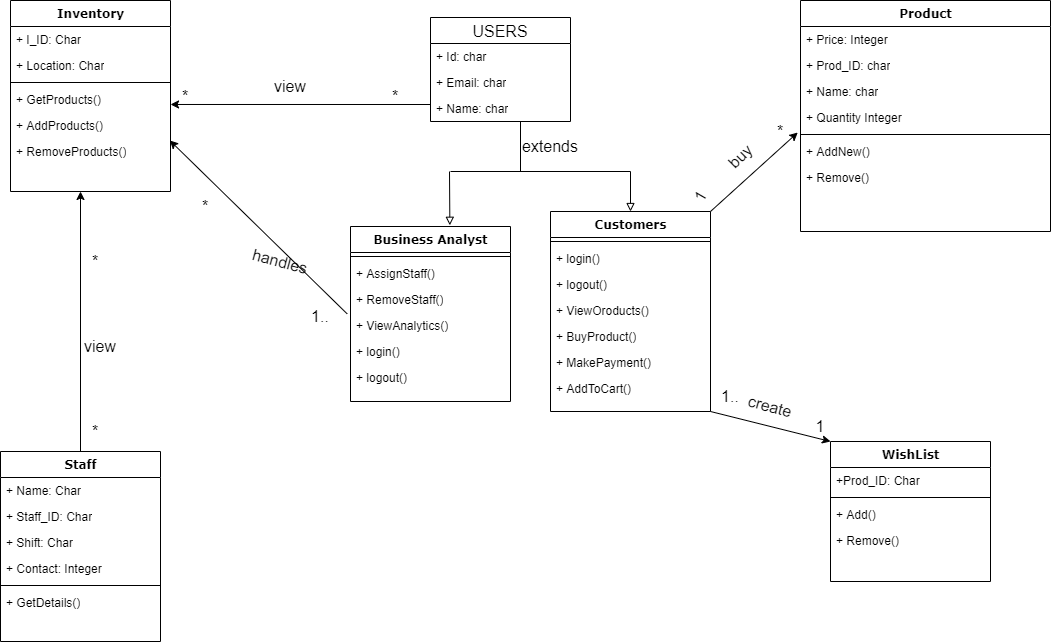 Inventory
+ I_ID: Char
+ Location: Char
+ GetProducts()
+ AddProducts()
+ RemoveProducts()
USERS
+ Id: char
+ Email: char
+ Name: char
Product
+ Price: Integer
+ Prod_ID: char
+ Name: char
+ Quantity Integer
+ AddNew()
+ Remove()
* view *
extends
1 buy *
* handles 1..
Business Analyst
+ AssignStaff()
+ RemoveStaff()
+ ViewAnalytics()
+ login()
+ logout()
Customers
+ login()
+ logout()
+ ViewOroducts()
+ BuyProduct()
+ MakePayment()
+ AddToCart()
*
view
*
1.. create 1
Staff
+ Name: Char
+ Staff_ID: Char
+ Shift: Char
+ Contact: Integer
+ GetDetails()
WishList
+Prod_ID: Char
+ Add()
+ Remove()